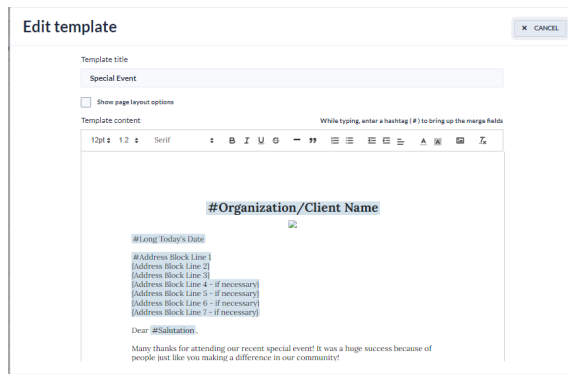 Edit template
× CANCEL
Template title
Special Event
Show page layout options
Template content
While typing, enter a hashtag ( # ) to bring up the merge fields
12pt 1.2 Serif B I U S
#Organization/Client Name
#Long Today's Date
#Address Block Line 1
[Address Block Line 2]
[Address Block Line 3]
[Address Block Line 4 - if necessary]
[Address Block Line 5 - if necessary]
[Address Block Line 6 - if necessary]
[Address Block Line 7 - if necessary]
Dear #Salutation ,
Many thanks for attending our recent special event! It was a huge success because of
people just like you making a difference in our community!